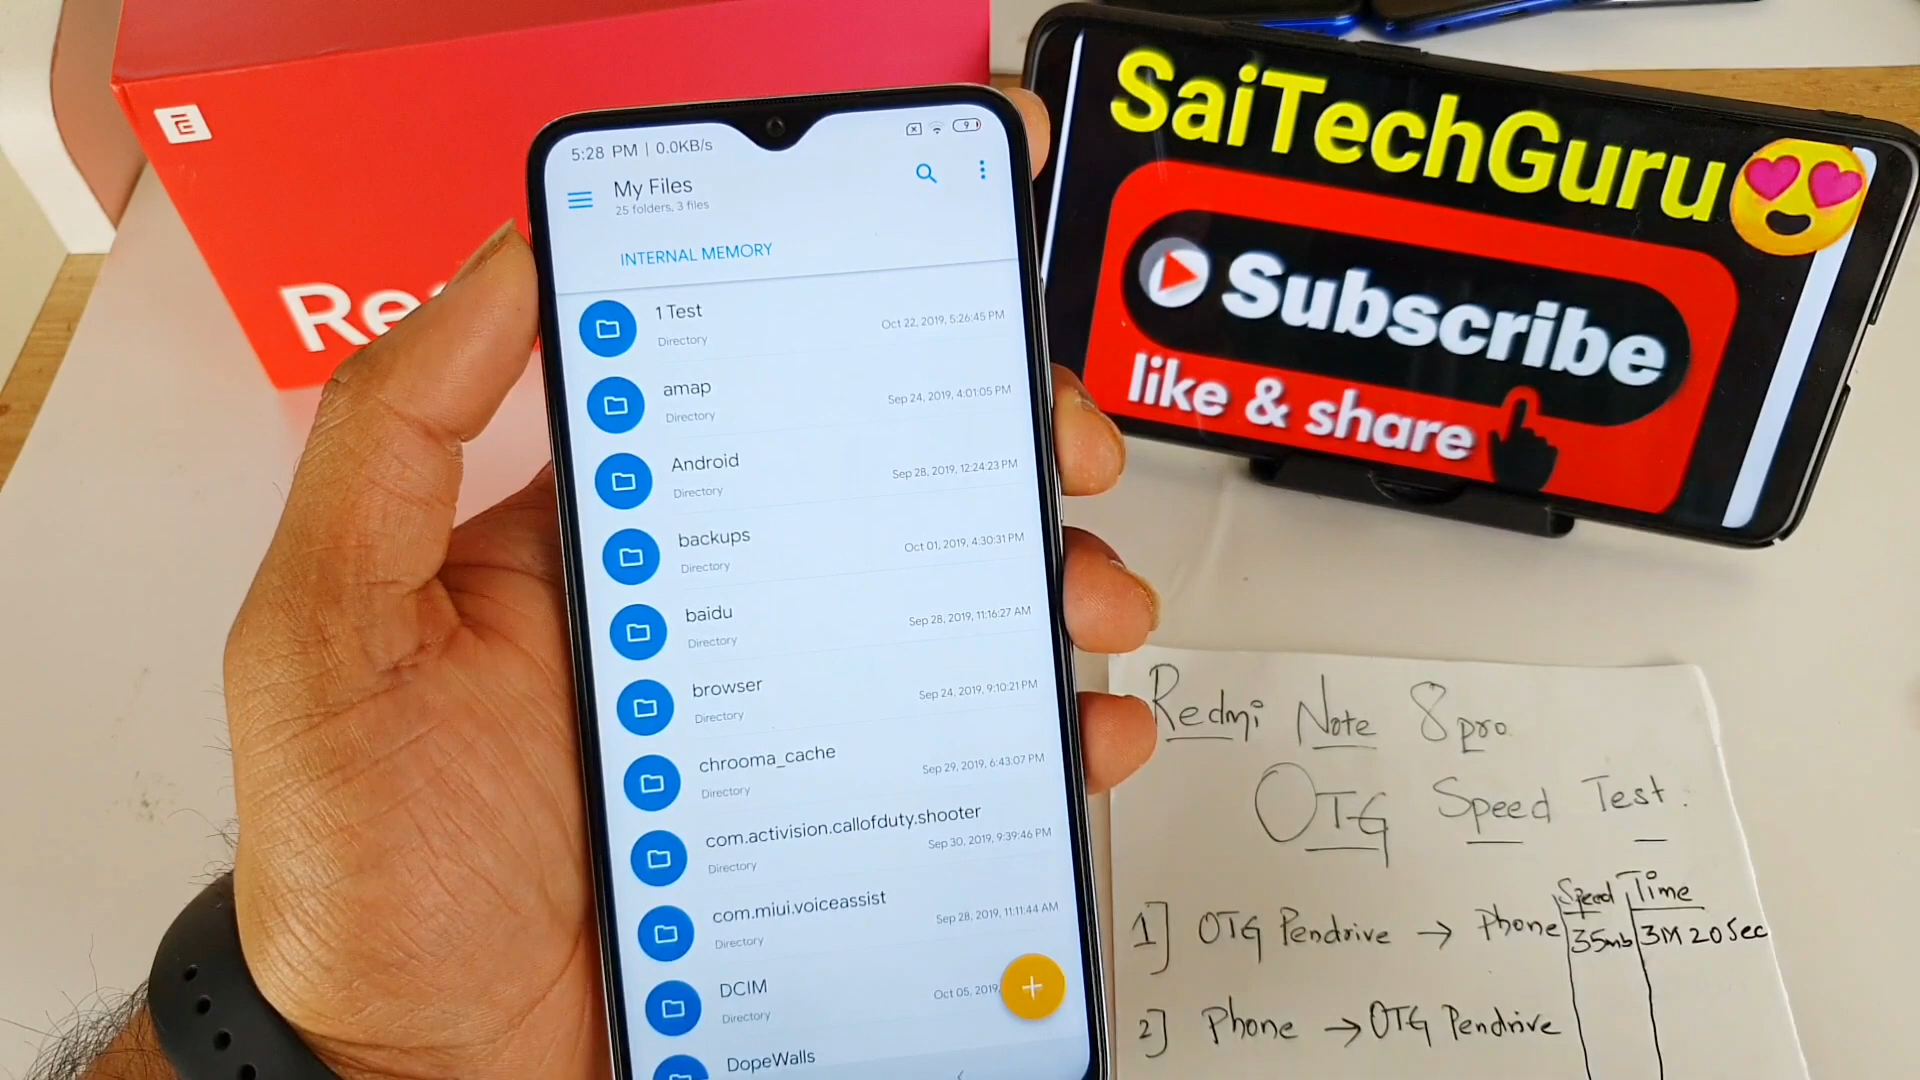 Re
5:28 PM | 0.0KB/s
9
My Files
25 folders, 3 files
INTERNAL MEMORY
1 Test
Directory
Oct 22, 2019, 5:26:45 PM
amap
Directory
Sep 24, 2019, 4:01:05 PM
Android
Directory
Sep 28, 2019, 12:24:23 PM
backups
Directory
Oct 01, 2019, 4:30:31 PM
baidu
Directory
Sep 28, 2019, 11:16:27 AM
browser
Directory
Sep 24, 2019, 9:10:21 PM
chrooma_cache
Directory
Sep 29, 2019, 6:43:07 PM
com.activision.callofduty.shooter
Directory
Sep 30, 2019, 9:39:46 PM
com.miui.voiceassist
Directory
Sep 28, 2019, 11:11:44 AM
DCIM
Directory
Oct 05, 2019,
DopeWalls
SaiTechGuru
Subscribe
like & share
Redmi Note 8 pro
OTG Speed Test.
Speed Time
1] OTG Pendrive → Phone 35mb 3M 20Sec
2] Phone → OTG Pendrive